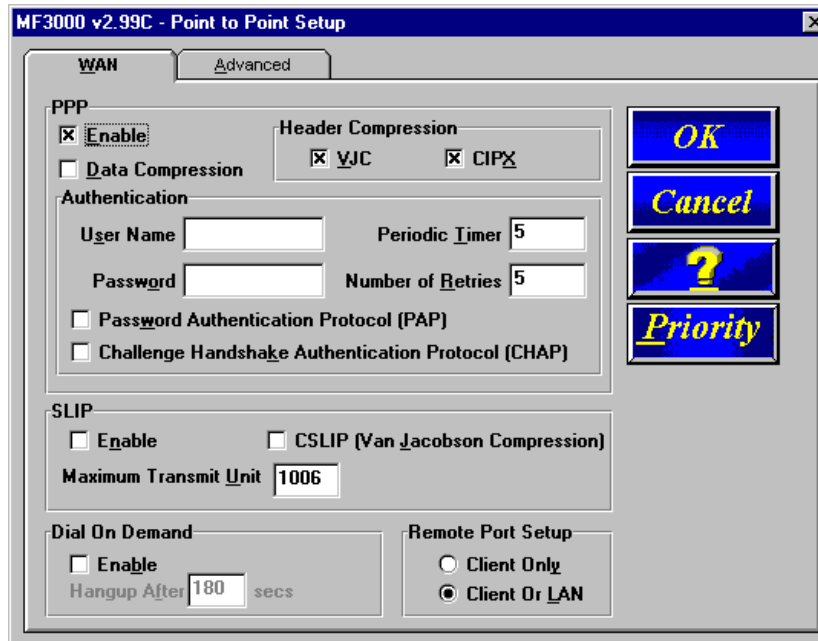 MF3000 v2.99C - Point to Point Setup
WAN
Advanced
PPP
Enable
Data Compression
Header Compression
VJC
CIPX
Authentication
User Name
Periodic Timer 5
Password
Number of Retries 5
Password Authentication Protocol (PAP)
Challenge Handshake Authentication Protocol (CHAP)
SLIP
Enable
CSLIP (Van Jacobson Compression)
Maximum Transmit Unit 1006
Dial On Demand
Enable
Hangup After 180 secs
Remote Port Setup
Client Only
Client Or LAN
OK
Cancel
?
Priority